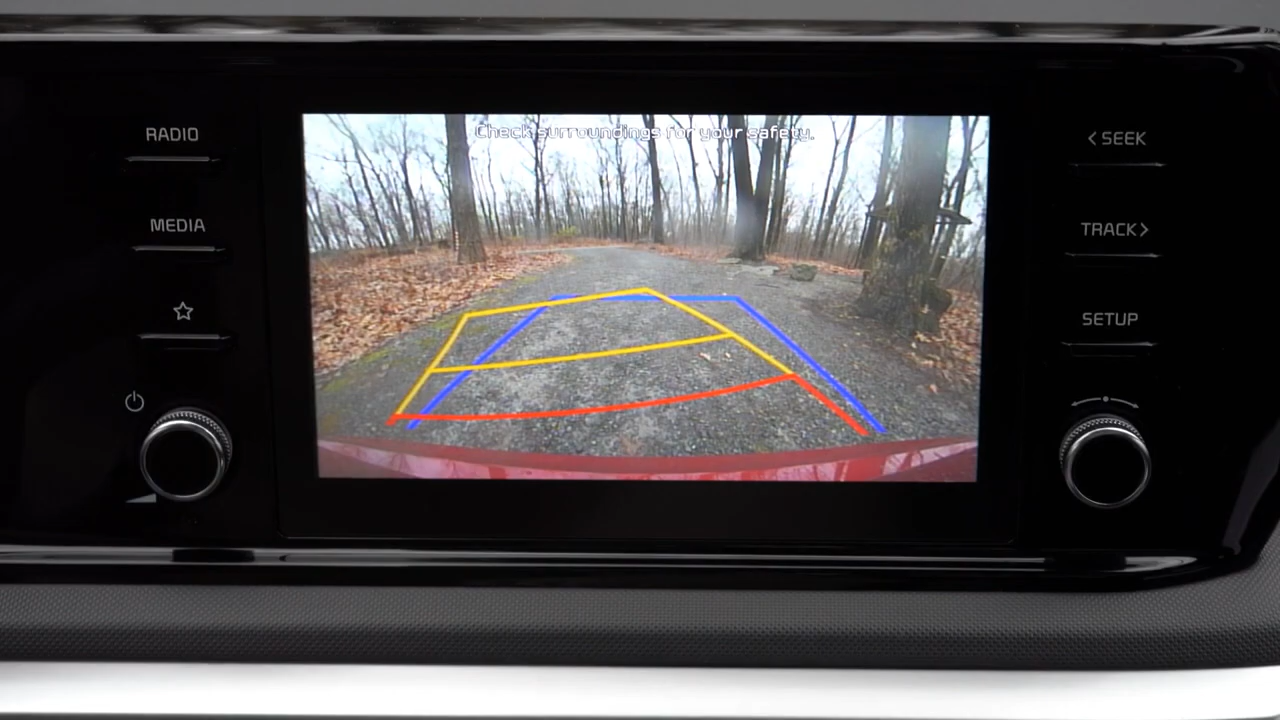 Check surroundings for your safety.
RADIO
MEDIA
< SEEK
TRACK >
SETUP